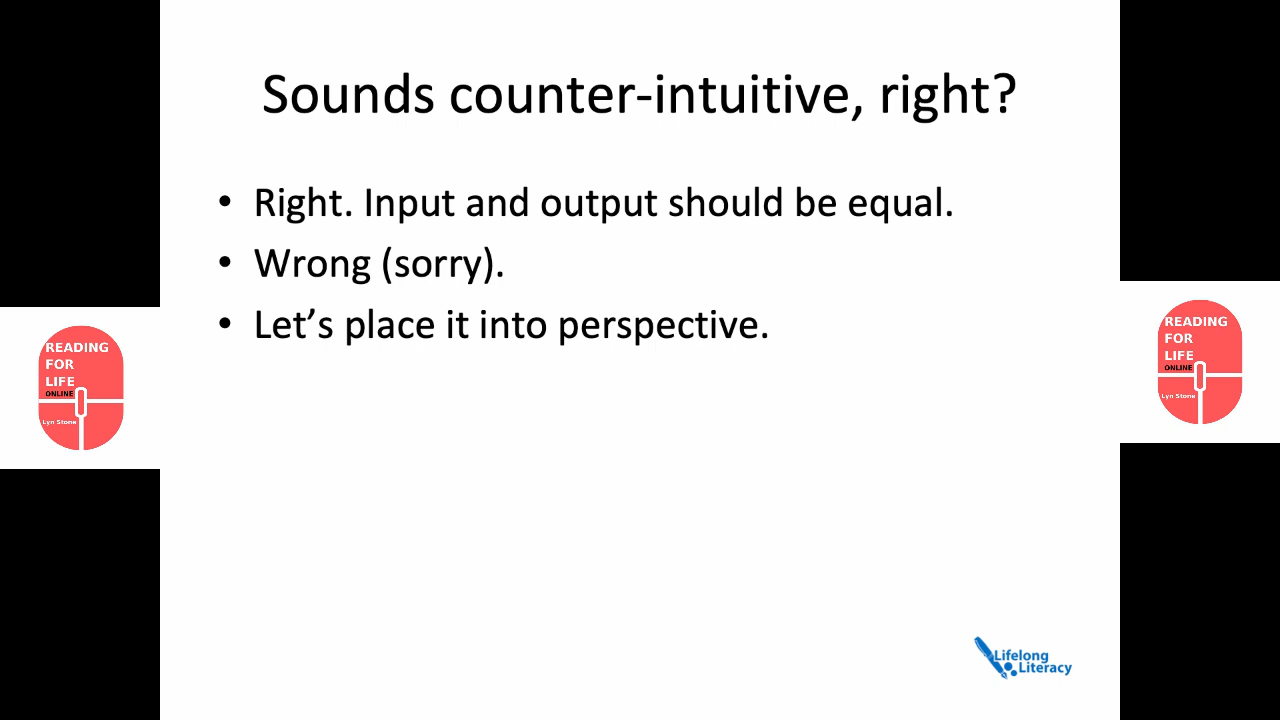 Sounds counter-intuitive, right?
• Right. Input and output should be equal.
• Wrong (sorry).
• Let’s place it into perspective.
READING
FOR
LIFE
ONLINE
Lyn Stone
READING
FOR
LIFE
ONLINE
Lyn Stone
Lifelong
Literacy